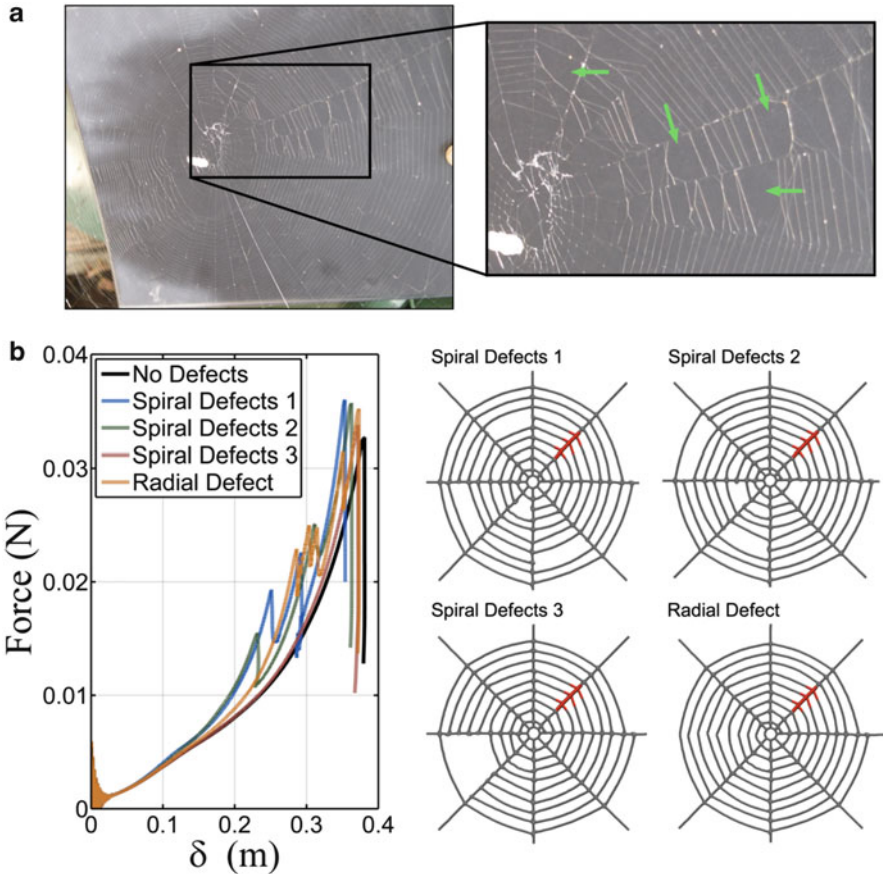 a
b
0.04
0.03
0.02
0.01
0
Force (N)
0
0.1
0.2
0.3
0.4
δ (m)
No Defects
Spiral Defects 1
Spiral Defects 2
Spiral Defects 3
Radial Defect
Spiral Defects 1
Spiral Defects 2
Spiral Defects 3
Radial Defect